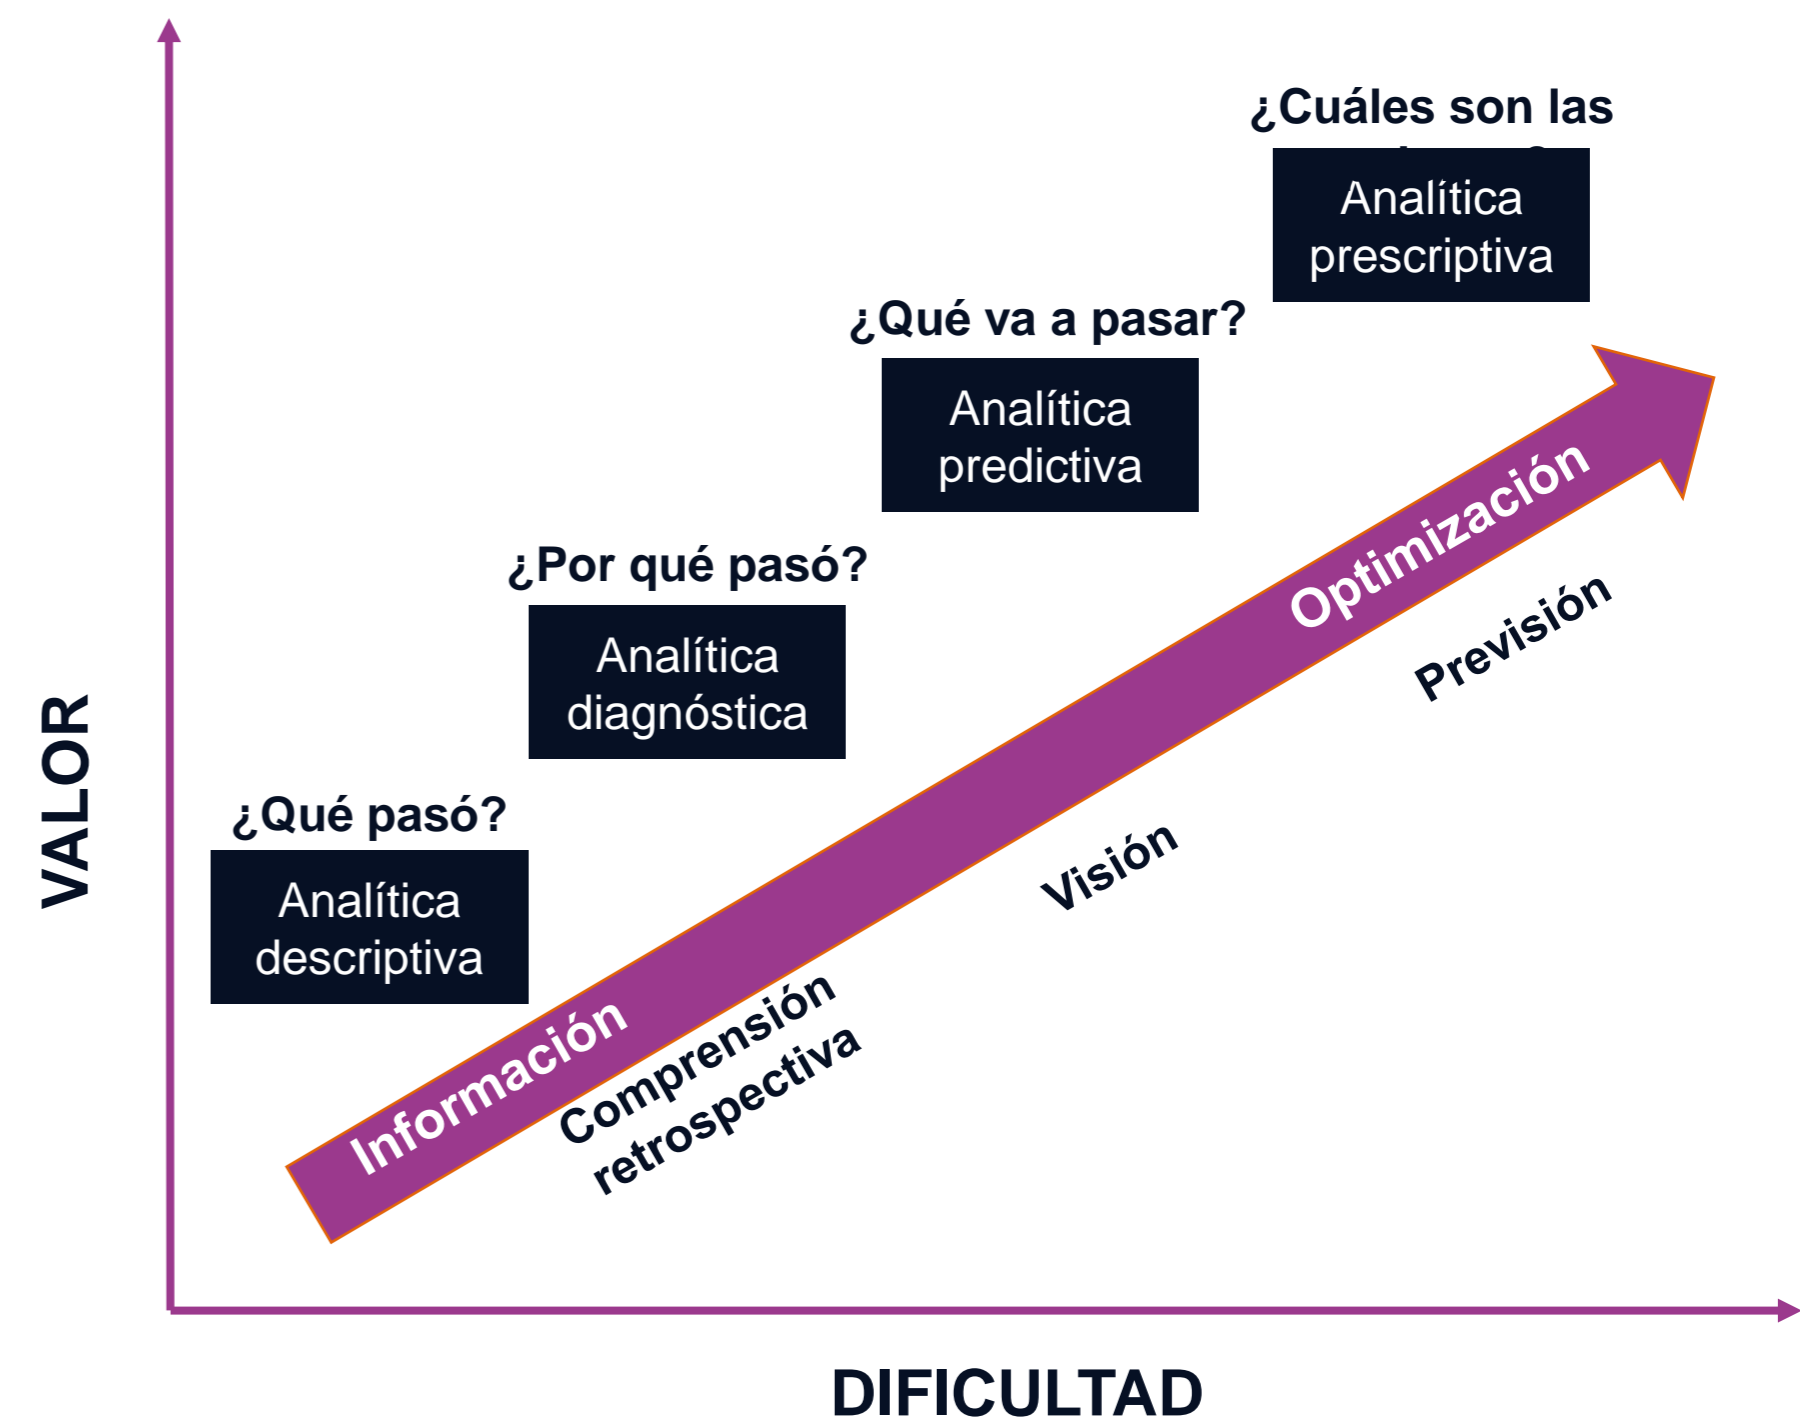 ¿Cuáles son las
Analítica
prescriptiva
¿Qué va a pasar?
Analítica
predictiva
¿Por qué pasó?
Analítica
diagnóstica
¿Qué pasó?
Analítica
descriptiva
Optimización
Previsión
Visión
Información
Comprensión
retrospectiva
VALOR
DIFICULTAD